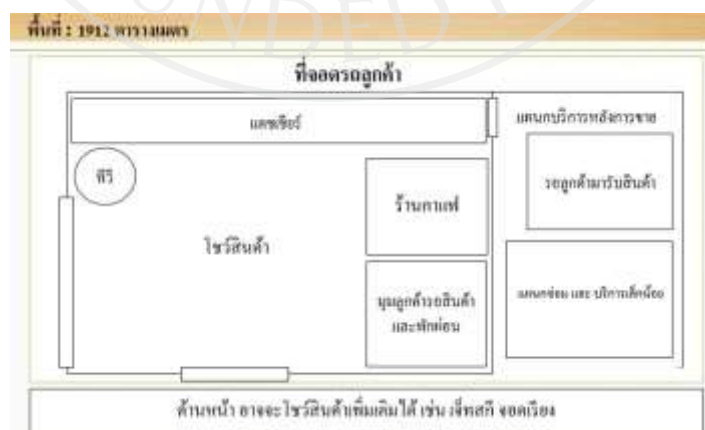 พื้นที่ : 1912 ตารางเมตร
ที่จอดรถลูกค้า
แคชเชียร์
แผนกบริการหลังการขาย
ทีวี
รอลูกค้ามารับสินค้า
ร้านกาแฟ
โชว์สินค้า
แผนกซ่อม และ บริการเล็กน้อย
มุมลูกค้ารอสินค้า
และพักผ่อน
ด้านหน้า อาจจะโชว์สินค้าเพิ่มเติมได้ เช่น เจ็ทสกี จอดเรียง